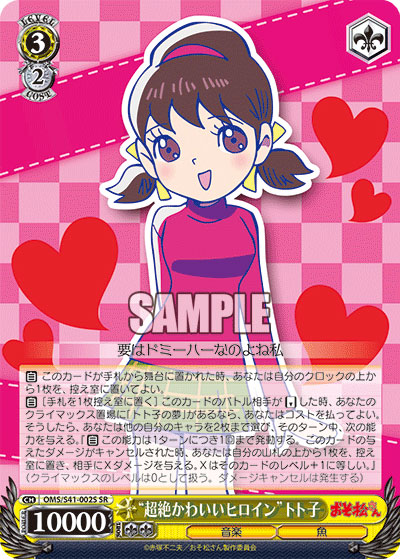 LEVEL
3
2
COST
SAMPLE
要はドミーハーなのよね私
自 このカードが手札から舞台に置かれた時、あなたは自分のクロックの上から1枚を、控え室に置いてよい。
自 [手札を1枚控え室に置く] このカードのバトル相手が【リバース】した時、あなたのクライマックス置場に「トト子の夢」があるなら、あなたはコストを払ってよい。
そうしたら、あなたは他の自分のキャラを2枚まで選び、そのターン中、次の能力を与える。『自 この能力は1ターンにつき1回まで発動する。このカードの与えたダメージがキャンセルされた時、あなたは自分の山札の上から1枚を、控え室に置き、相手にXダメージを与える。Xはそのカードのレベル+1に等しい。』
(クライマックスのレベルは0として扱う。ダメージキャンセルは発生する)
CH OMS/S41-002S SR
"超絶かわいいヒロイン"トト子
おそ松さん
10000
音楽
魚
©赤塚不二夫/おそ松さん製作委員会